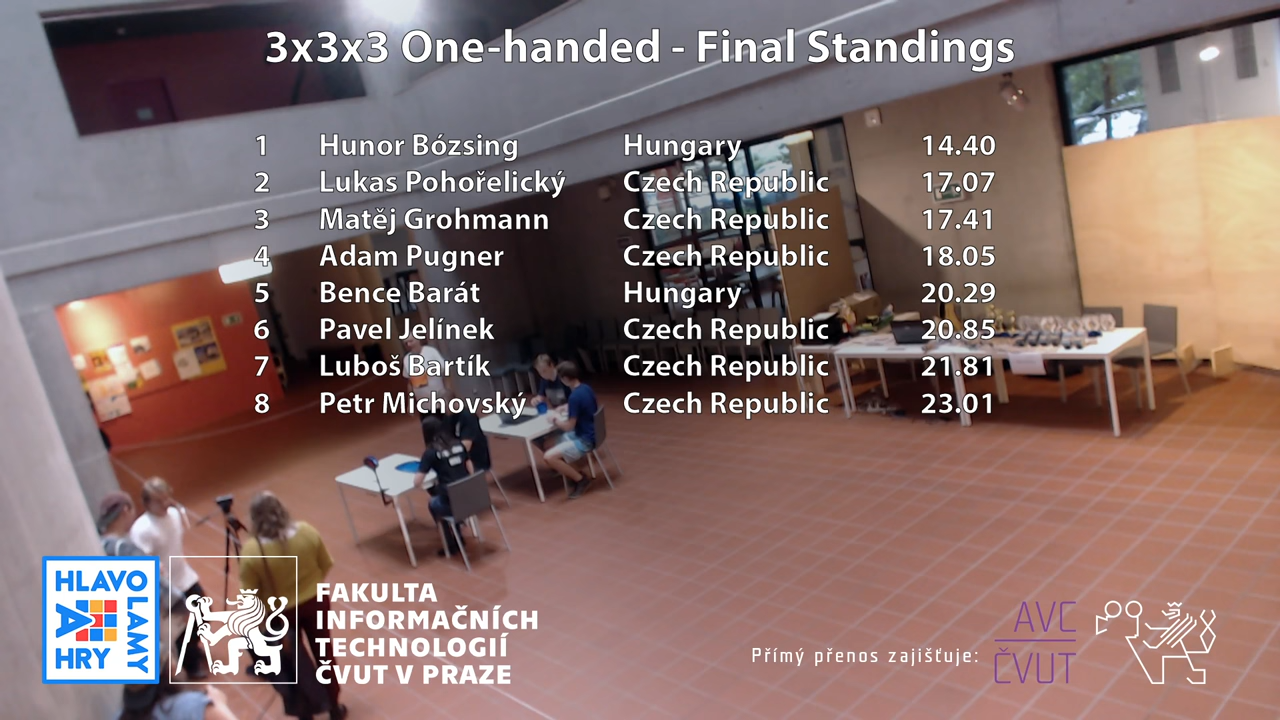 3x3x3 One-handed - Final Standings
1 Hunor Bózsing Hungary 14.40
2 Lukas Pohořelický Czech Republic 17.07
3 Matěj Grohmann Czech Republic 17.41
4 Adam Pugner Czech Republic 18.05
5 Bence Barát Hungary 20.29
6 Pavel Jelínek Czech Republic 20.85
7 Luboš Bartík Czech Republic 21.81
8 Petr Michovský Czech Republic 23.01
HLAVO
LAMY
A
HRY
FAKULTA
INFORMAČNÍCH
TECHNOLOGIÍ
ČVUT V PRAZE
Přímý přenos zajišťuje:
AVC
ČVUT